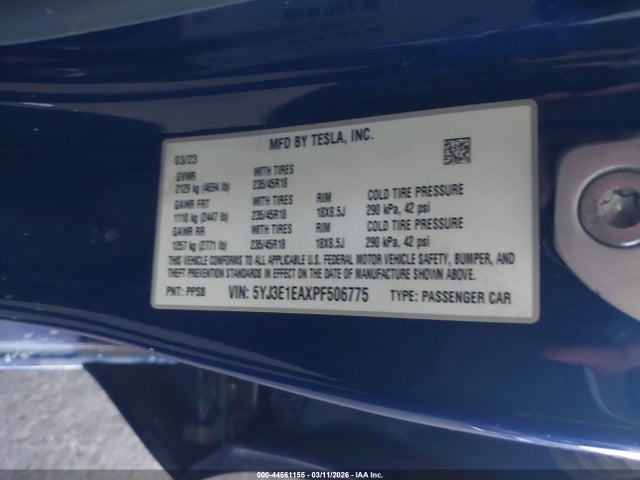 MFD BY TESLA, INC.
03/23
GVWR WITH TIRES
2129 kg (4694 lb) 235/45R18
GAWR FRT WITH TIRES RIM COLD TIRE PRESSURE
1110 kg (2447 lb) 235/45R18 18X8.5J 290 kPa, 42 psi
GAWR RR WITH TIRES RIM COLD TIRE PRESSURE
1257 kg (2771 lb) 235/45R18 18X8.5J 290 kPa, 42 psi
THIS VEHICLE CONFORMS TO ALL APPLICABLE U.S. FEDERAL MOTOR VEHICLE SAFETY, BUMPER, AND
THEFT PREVENTION STANDARDS IN EFFECT ON THE DATE OF MANUFACTURE SHOWN ABOVE.
PNT: PPSB VIN: 5YJ3E1EAXPF506775 TYPE: PASSENGER CAR
000-44561155 - 03/11/2026 - IAA Inc.